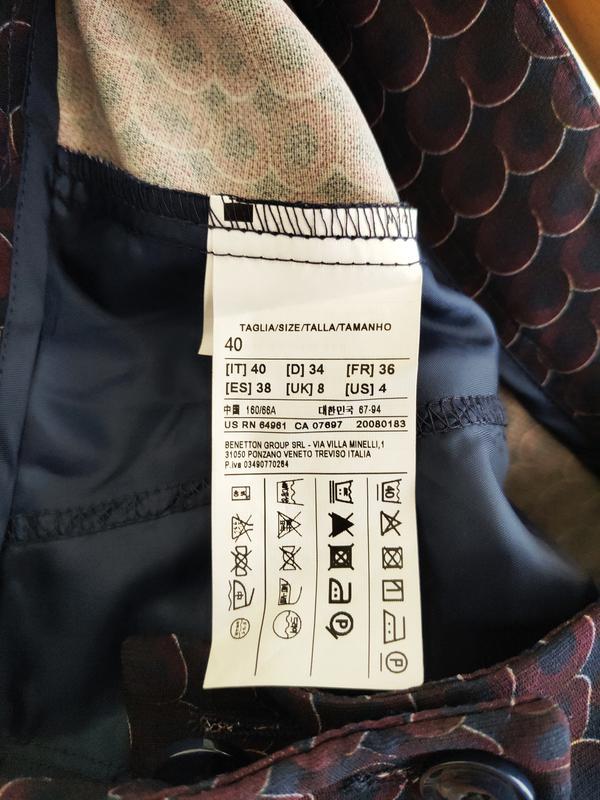 TAGLIA/SIZE/TALLA/TAMANHO
40
[IT] 40 [D] 34 [FR] 36
[ES] 38 [UK] 8 [US] 4
中国 160/66A 대한민국 67-94
US RN 64961 CA 07697 20080183
BENETTON GROUP SRL - VIA VILLA MINELLI,1
31050 PONZANO VENETO TREVISO ITALIA
P.iva 03490770264
40
P
P